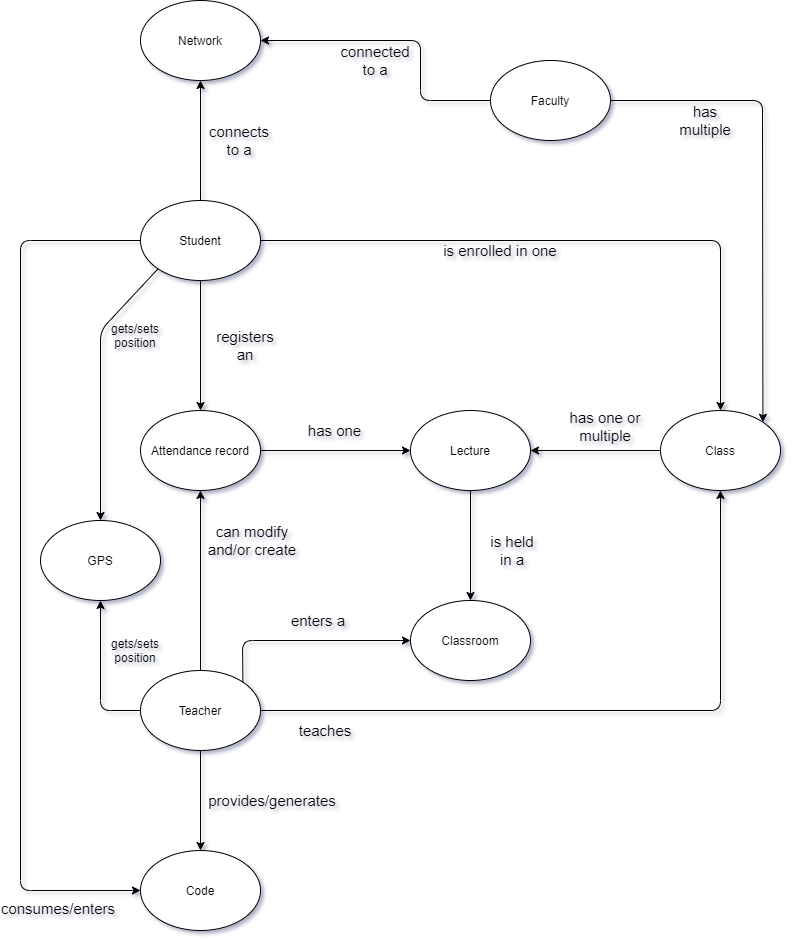 Network
connected
to a
Faculty
has
multiple
connects
to a
Student
is enrolled in one
gets/sets
position
registers
an
Attendance record
has one
Lecture
has one or
multiple
Class
can modify
and/or create
is held
in a
GPS
enters a
Classroom
gets/sets
position
Teacher
teaches
provides/generates
Code
consumes/enters